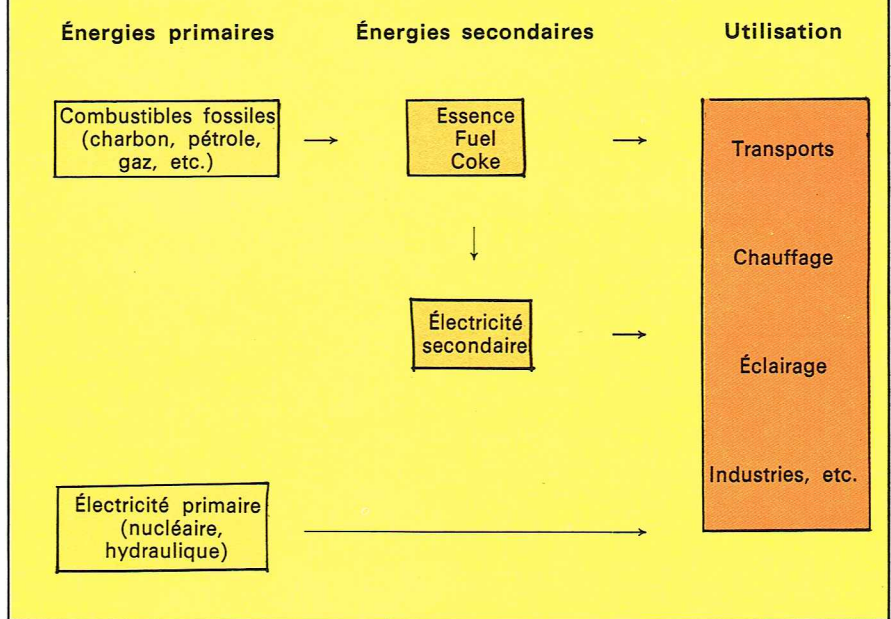 Énergies primaires
Énergies secondaires
Utilisation
Combustibles fossiles
(charbon, pétrole,
gaz, etc.)
Essence
Fuel
Coke
Électricité
secondaire
Électricité primaire
(nucléaire,
hydraulique)
Transports
Chauffage
Éclairage
Industries, etc.